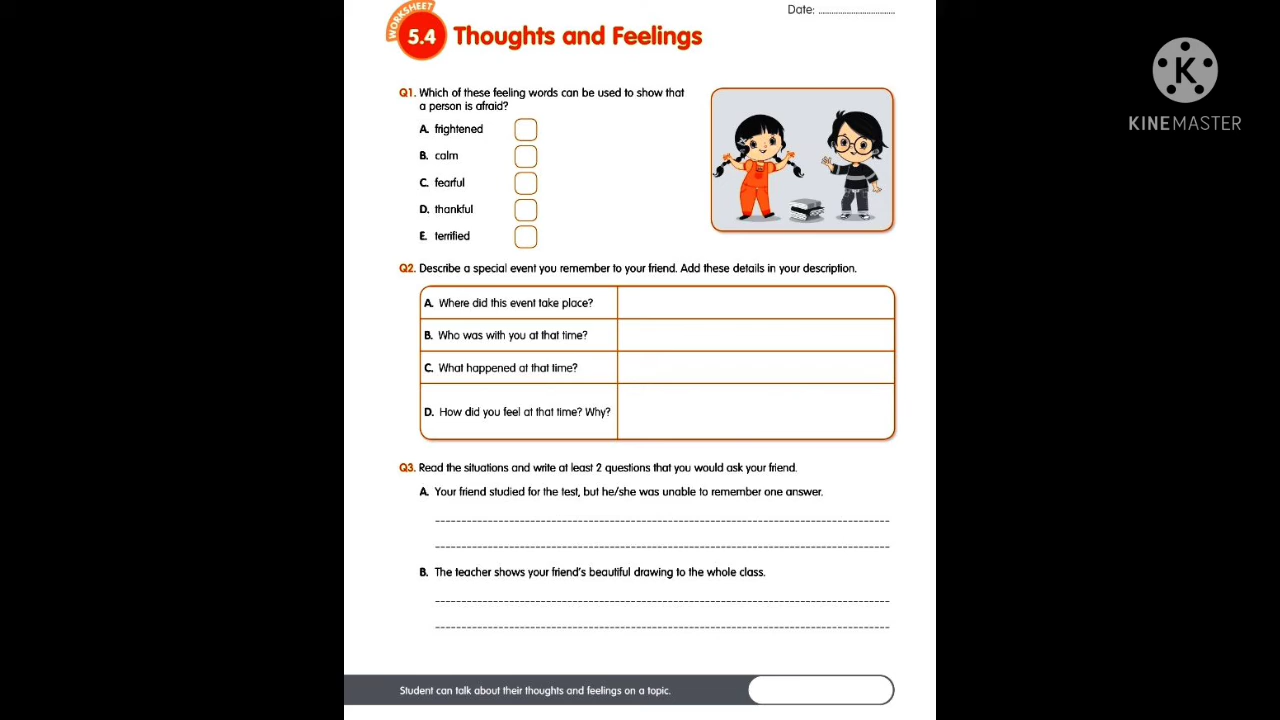 Date: ................................
WORKSHEET
5.4 Thoughts and Feelings
K
KINEMASTER
Q1. Which of these feeling words can be used to show that
a person is afraid?
A. frightened
B. calm
C. fearful
D. thankful
E. terrified
Q2. Describe a special event you remember to your friend. Add these details in your description.
A. Where did this event take place?
B. Who was with you at that time?
C. What happened at that time?
D. How did you feel at that time? Why?
Q3. Read the situations and write at least 2 questions that you would ask your friend.
A. Your friend studied for the test, but he/she was unable to remember one answer.
B. The teacher shows your friend's beautiful drawing to the whole class.
Student can talk about their thoughts and feelings on a topic.